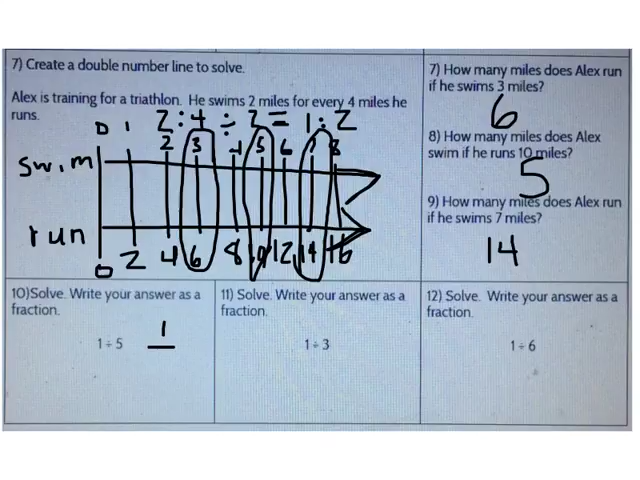 7) Create a double number line to solve.
Alex is training for a triathlon. He swims 2 miles for every 4 miles he
runs.
2:4 ÷ 2 = 1:2
0 1 2 3 4 5 6 7 8
swim
run
0 2 4 6 8 10 12 14 16
7) How many miles does Alex run
if he swims 3 miles?
6
8) How many miles does Alex
swim if he runs 10 miles?
5
9) How many miles does Alex run
if he swims 7 miles?
14
10)Solve. Write your answer as a
fraction.
1 ÷ 5 1
11) Solve. Write your answer as a
fraction.
1 ÷ 3
12) Solve. Write your answer as a
fraction.
1 ÷ 6